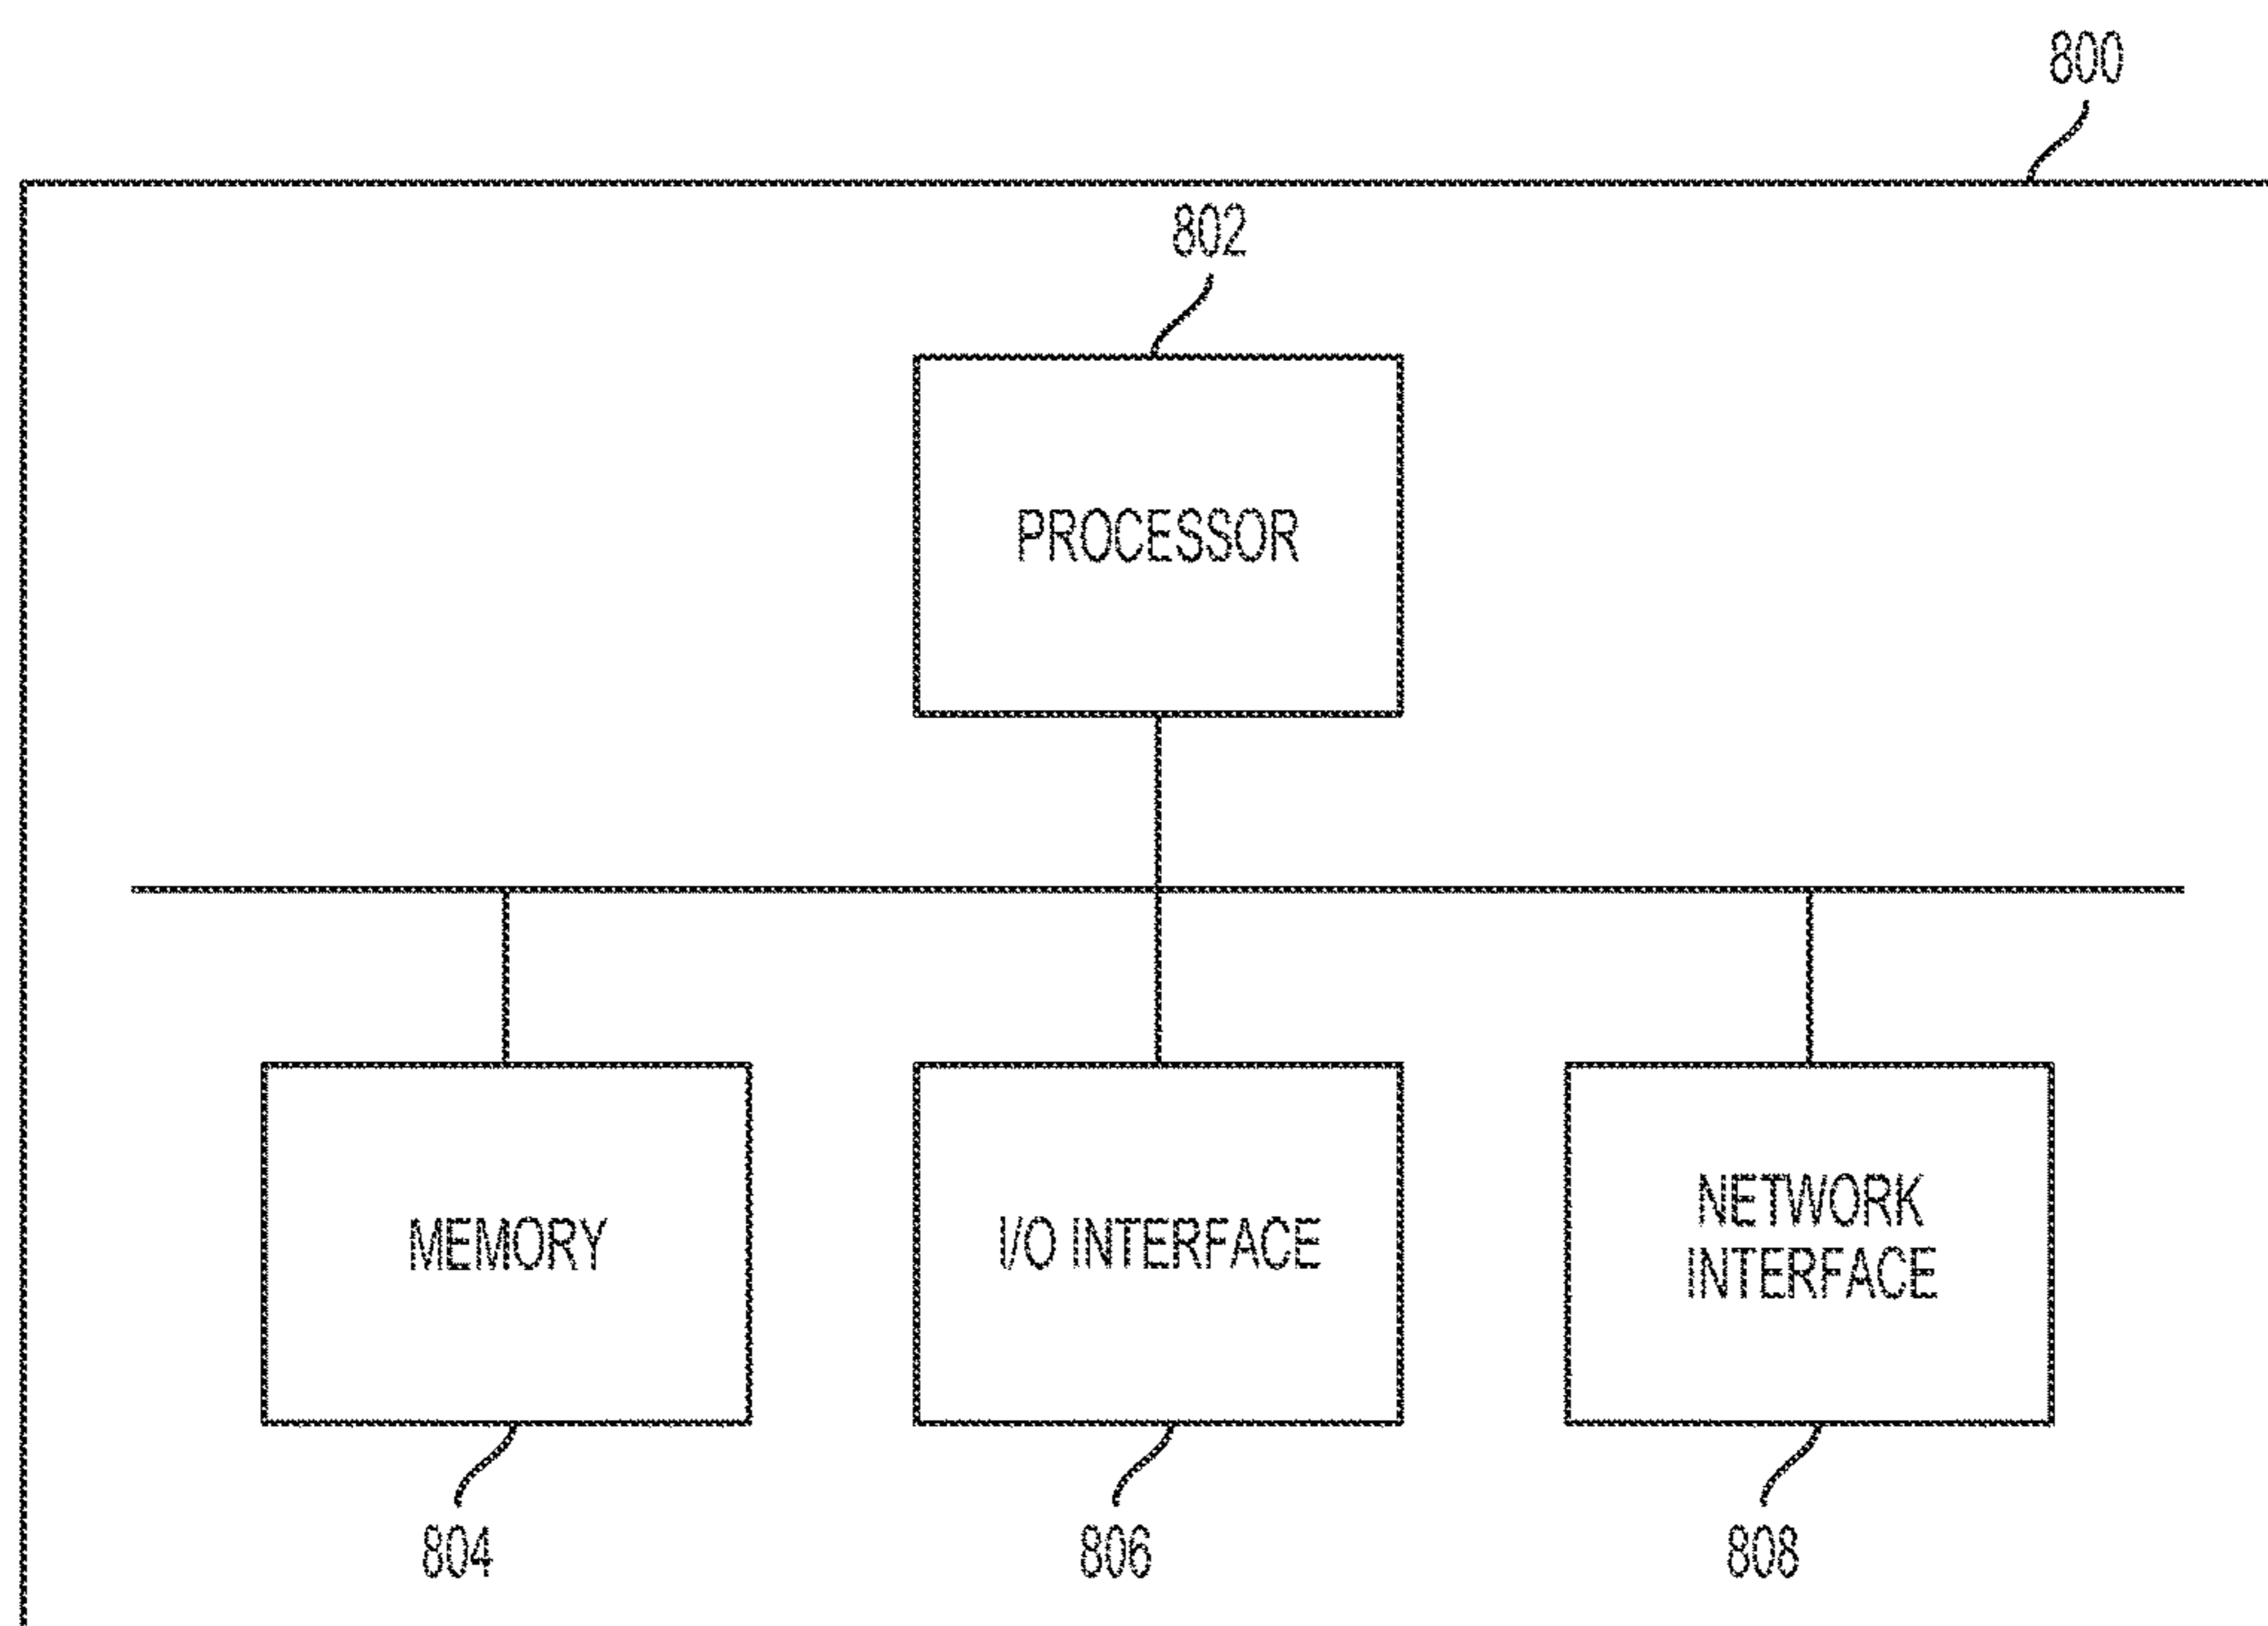 800
802
PROCESSOR
MEMORY
I/O INTERFACE
NETWORK
INTERFACE
804
806
808